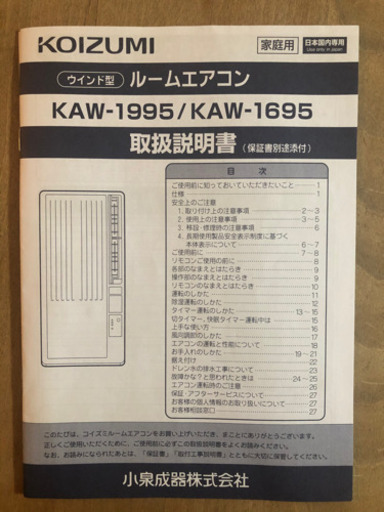 KOIZUMI
家庭用
日本国内専用
Use only in Japan
ウインド型 ルームエアコン
KAW-1995/KAW-1695
取扱説明書(保証書別途添付)
目 次
ご使用前に知っておいていただきたいこと 1
仕様 1
安全上のご注意
1. 取り付け上の注意事項 2~3
2. 使用上の注意事項 3~5
3. 移設・修理時の注意事項 6
4. 長期使用製品安全表示制度に基づく
本体表示について 6~7
ご使用前に 7~8
リモコンご使用の前に 8
各部のなまえとはたらき 9
操作部のなまえとはたらき 9
リモコンのなまえとはたらき 10
運転のしかた 11
除湿運転のしかた 12
タイマー運転のしかた 13~15
切タイマー、快眠タイマー運転中は 15
上手な使い方 16
風向調節のしかた 17
エアコンの運転と性能について 18
お手入れのしかた 19~21
据え付け 22
ドレン水の排水工事について 23
故障かな?と思われたときは 24~25
エアコン運転時のご注意 26
保証・アフターサービスについて 27
お客様の個人情報のお取り扱いについて 27
お客様相談窓口 27
このたびは、コイズミルームエアコンをお買い上げいただき、まことにありがとうございます。
正しくご使用いただくために、ご使用前に必ずこの取扱説明書をよくお読みください。
なお、お読みになられたあとは、「保証書」「取付工事説明書」とともに大切に保管してください。
小泉成器株式会社